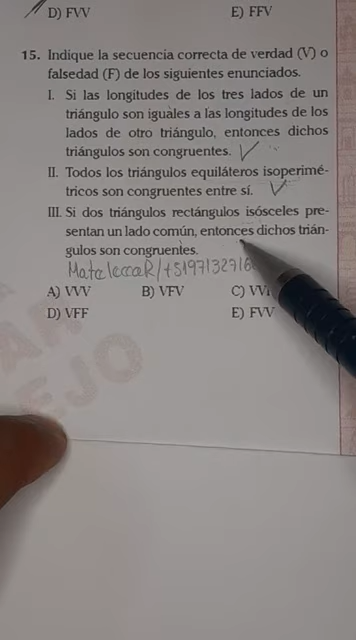 D) FVV E) FFV
15. Indique la secuencia correcta de verdad (V) o
falsedad (F) de los siguientes enunciados.
I. Si las longitudes de los tres lados de un
triángulo son iguales a las longitudes de los
lados de otro triángulo, entonces dichos
triángulos son congruentes.
II. Todos los triángulos equiláteros isoperimé-
tricos son congruentes entre sí.
III. Si dos triángulos rectángulos isósceles pre-
sentan un lado común, entonces dichos trián-
gulos son congruentes.
A) VVV B) VFV C)
D) VFF E) FVV